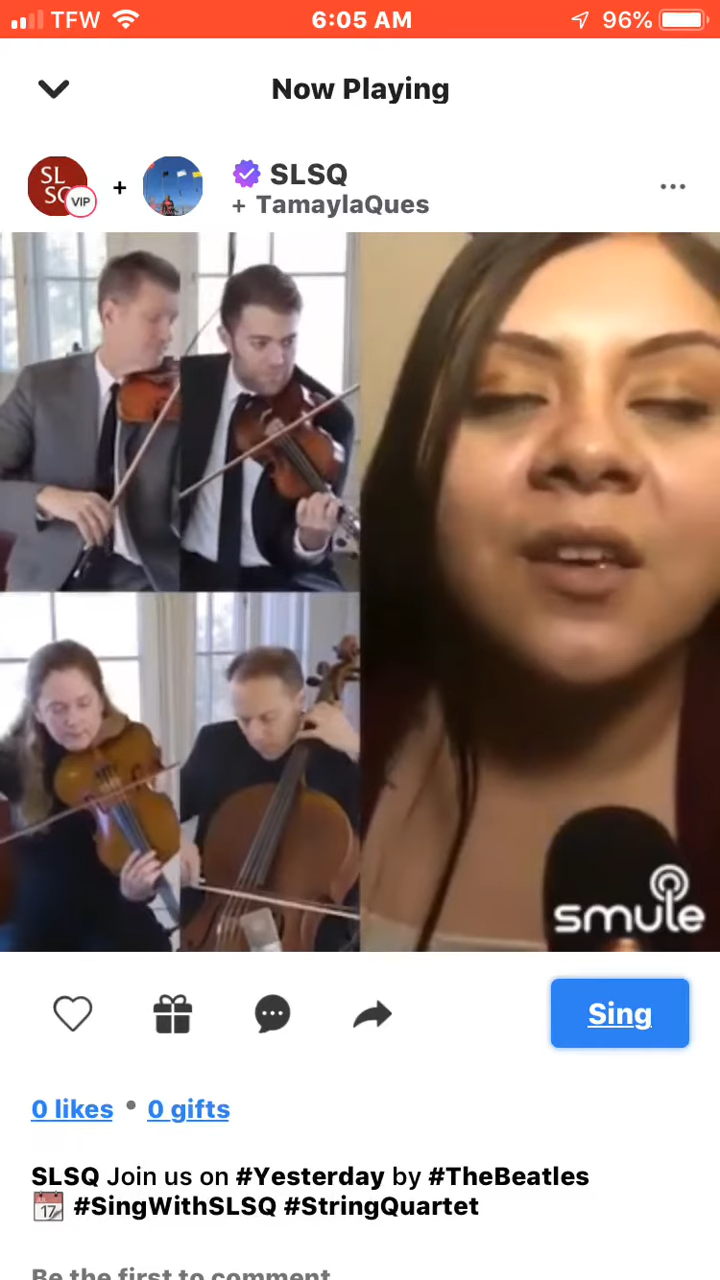 TFW 6:05 AM 96%
Now Playing
SL
SQ
VIP
+
SLSQ
+ TamaylaQues
smule
Sing
0 likes • 0 gifts
SLSQ Join us on #Yesterday by #TheBeatles
JUL 17 #SingWithSLSQ #StringQuartet
Be the first to comment